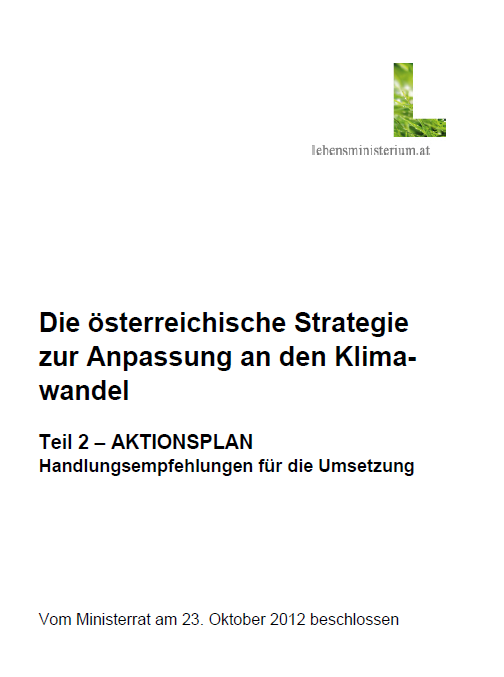 lebensministerium.at
Die österreichische Strategie
zur Anpassung an den Klima-
wandel
Teil 2 – AKTIONSPLAN
Handlungsempfehlungen für die Umsetzung
Vom Ministerrat am 23. Oktober 2012 beschlossen